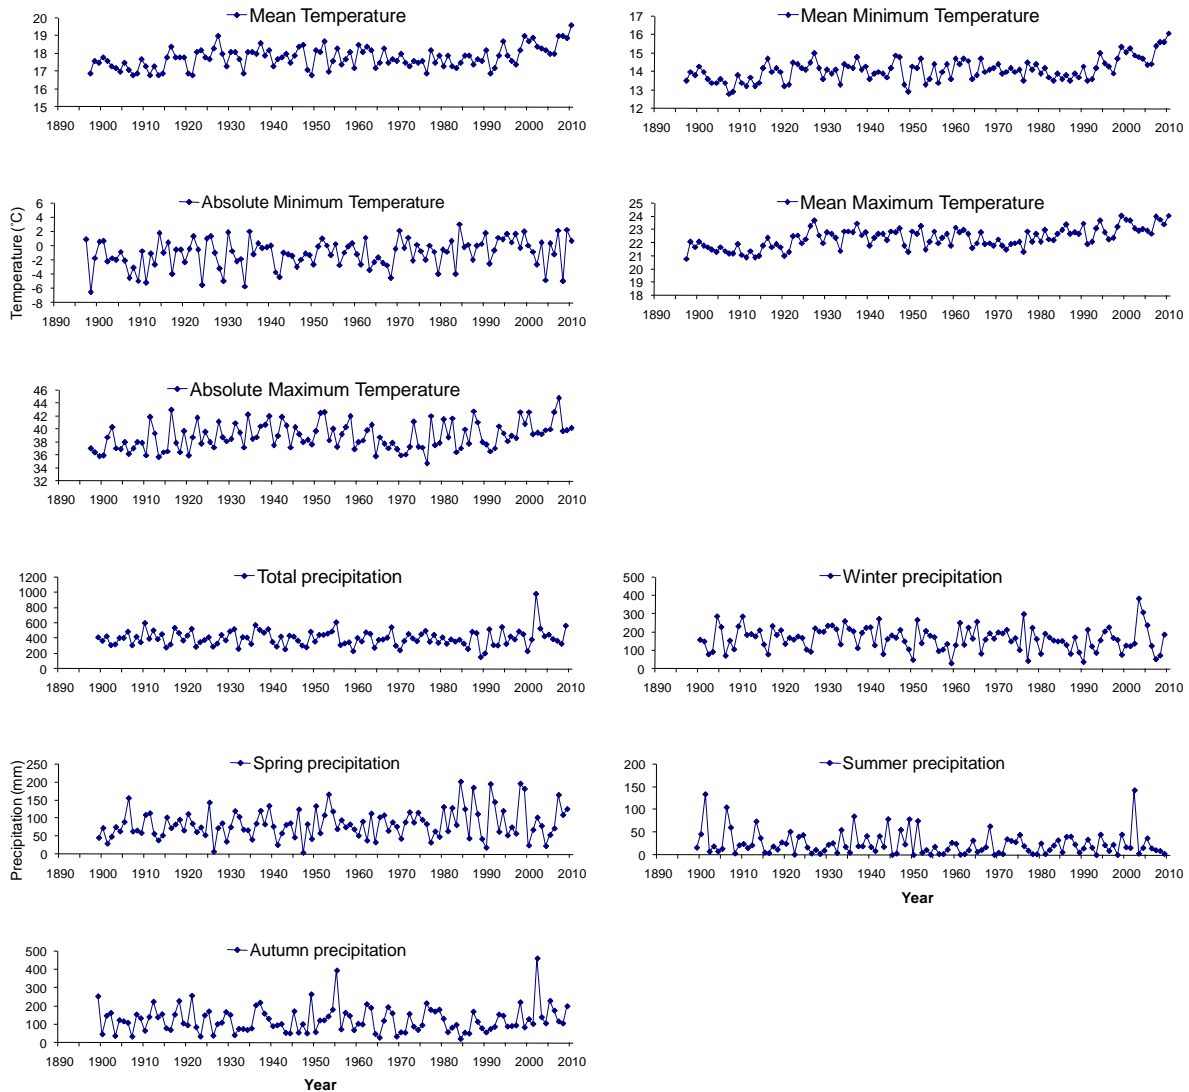 Mean Temperature
20
19
18
17
16
15
1890 1900 1910 1920 1930 1940 1950 1960 1970 1980 1990 2000 2010
Mean Minimum Temperature
17
16
15
14
13
12
1890 1900 1910 1920 1930 1940 1950 1960 1970 1980 1990 2000 2010
Absolute Minimum Temperature
Temperature (˚C)
6
4
2
0
-2
-4
-6
-8
1890 1900 1910 1920 1930 1940 1950 1960 1970 1980 1990 2000 2010
Mean Maximum Temperature
25
24
23
22
21
20
19
18
1890 1900 1910 1920 1930 1940 1950 1960 1970 1980 1990 2000 2010
Absolute Maximum Temperature
46
44
42
40
38
36
34
32
1890 1900 1910 1920 1930 1940 1950 1960 1970 1980 1990 2000 2010
Total precipitation
1200
1000
800
600
400
200
0
1890 1900 1910 1920 1930 1940 1950 1960 1970 1980 1990 2000 2010
Winter precipitation
500
400
300
200
100
0
1890 1900 1910 1920 1930 1940 1950 1960 1970 1980 1990 2000 2010
Spring precipitation
Precipitation (mm)
250
200
150
100
50
0
1890 1900 1910 1920 1930 1940 1950 1960 1970 1980 1990 2000 2010
Summer precipitation
200
150
100
50
0
1890 1900 1910 1920 1930 1940 1950 1960 1970 1980 1990 2000 2010
Year
Autumn precipitation
500
400
300
200
100
0
1890 1900 1910 1920 1930 1940 1950 1960 1970 1980 1990 2000 2010
Year